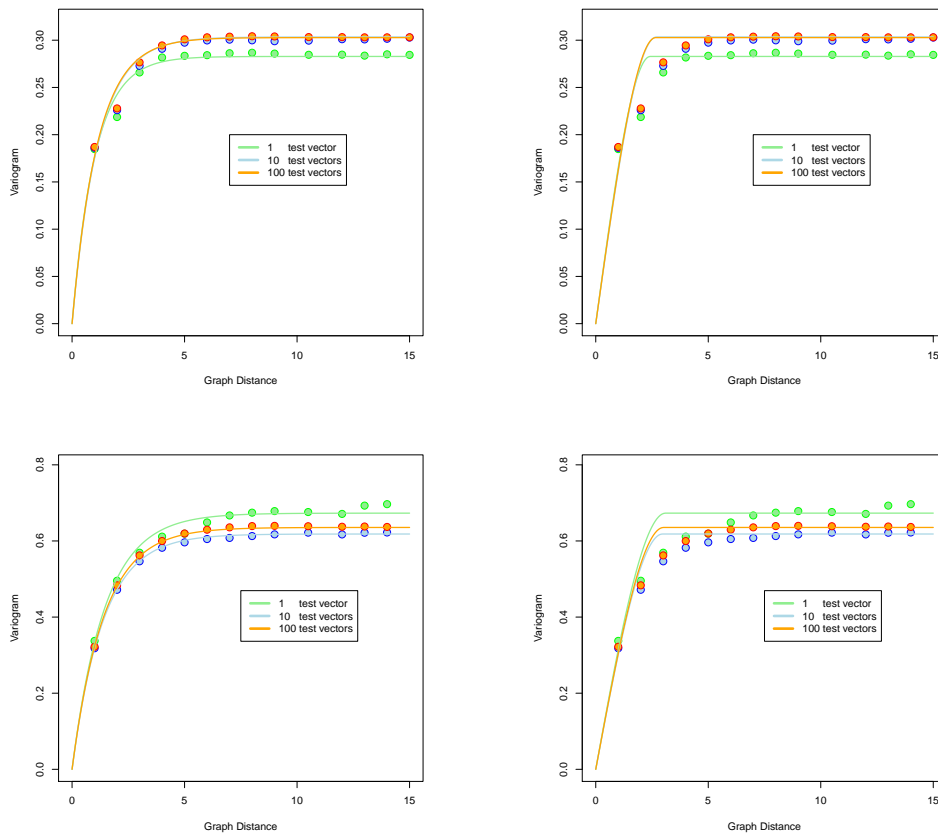 0.30
0.25
0.20
0.15
0.10
0.05
0.00
Variogram
1 test vector
10 test vectors
100 test vectors
0 5 10 15
Graph Distance
0.30
0.25
0.20
0.15
0.10
0.05
0.00
Variogram
1 test vector
10 test vectors
100 test vectors
0 5 10 15
Graph Distance
0.8
0.6
0.4
0.2
0.0
Variogram
1 test vector
10 test vectors
100 test vectors
0 5 10 15
Graph Distance
0.8
0.6
0.4
0.2
0.0
Variogram
1 test vector
10 test vectors
100 test vectors
0 5 10 15
Graph Distance